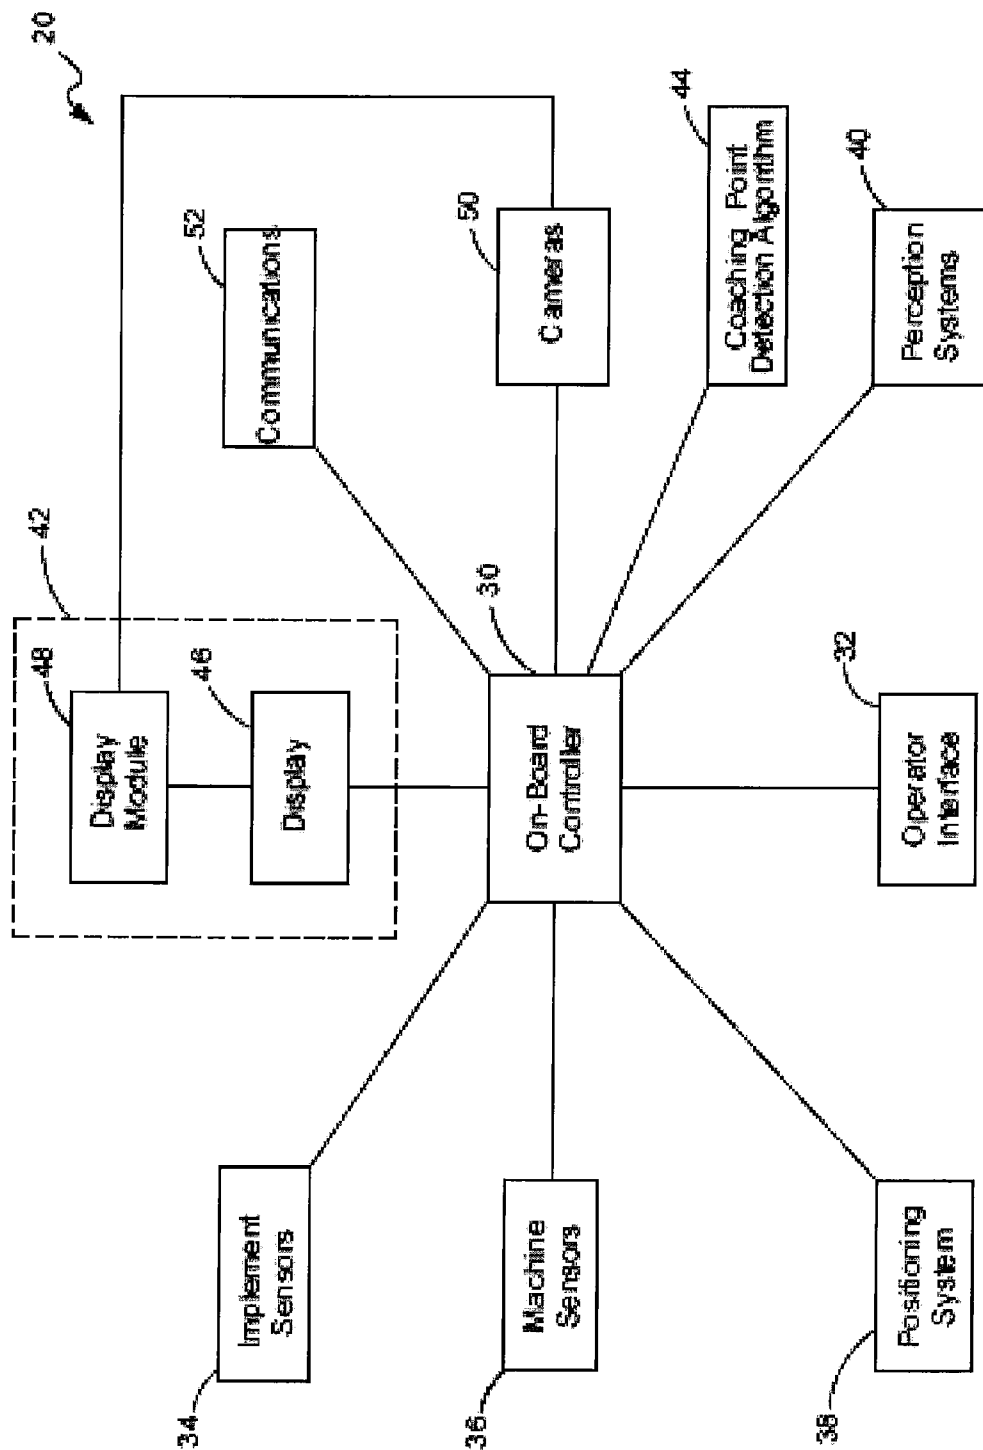 20
42
48
Display
Module
34
46
52
Implement
Sensors
Display
Communications
36
30
50
Machine
Sensors
On-Board
Controller
Cameras
44
Coaching Point
Detection Algorithm
38
32
40
Positioning
System
Operator
Interface
Perception
Systems